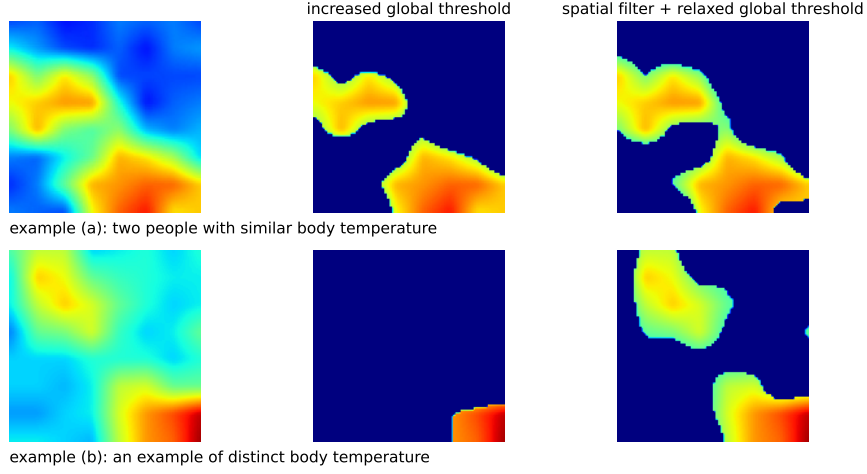 increased global threshold
spatial filter + relaxed global threshold
example (a): two people with similar body temperature
example (b): an example of distinct body temperature